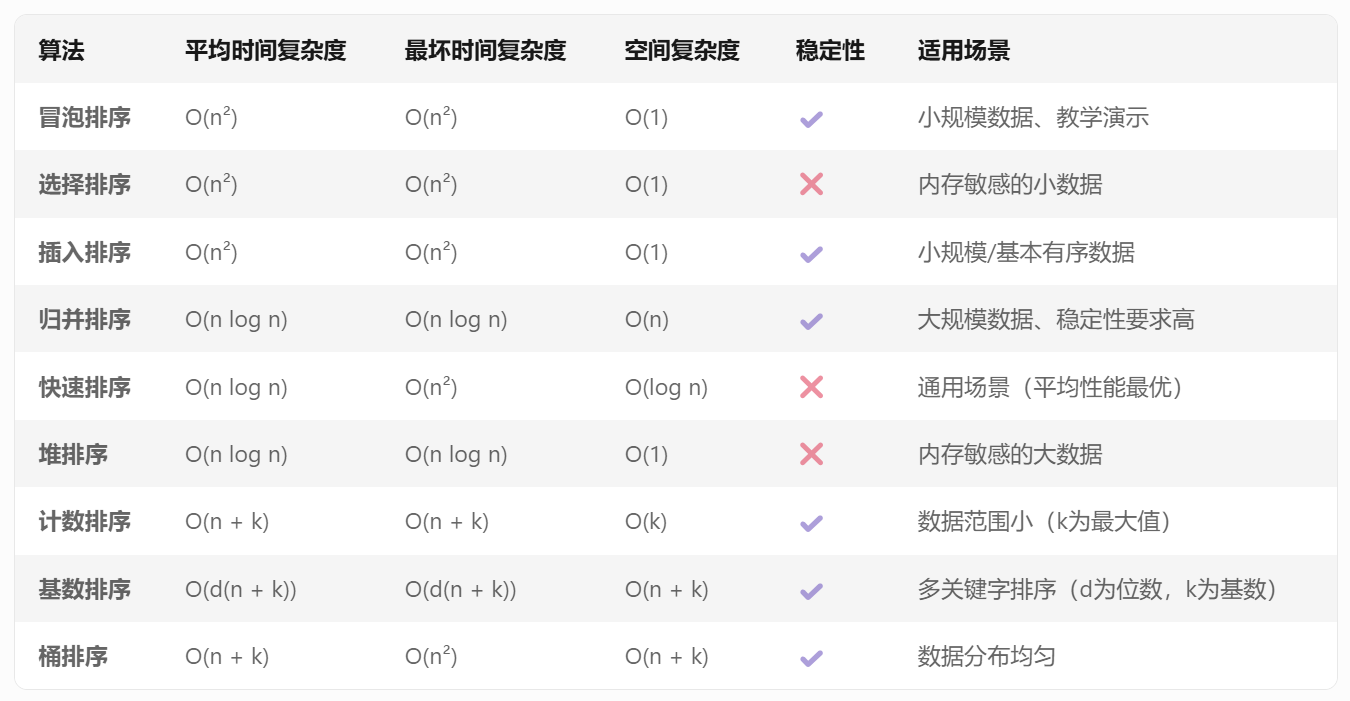 算法 平均时间复杂度 最坏时间复杂度 空间复杂度 稳定性 适用场景
冒泡排序 O(n²) O(n²) O(1) ✔ 小规模数据、教学演示
选择排序 O(n²) O(n²) O(1) ❌ 内存敏感的小数据
插入排序 O(n²) O(n²) O(1) ✔ 小规模/基本有序数据
归并排序 O(n log n) O(n log n) O(n) ✔ 大规模数据、稳定性要求高
快速排序 O(n log n) O(n²) O(log n) ❌ 通用场景（平均性能最优）
堆排序 O(n log n) O(n log n) O(1) ❌ 内存敏感的大数据
计数排序 O(n + k) O(n + k) O(k) ✔ 数据范围小（k为最大值）
基数排序 O(d(n + k)) O(d(n + k)) O(n + k) ✔ 多关键字排序（d为位数，k为基数）
桶排序 O(n + k) O(n²) O(n + k) ✔ 数据分布均匀